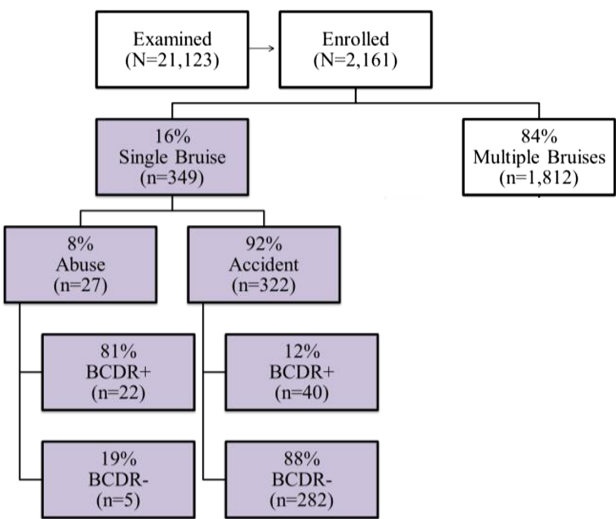 Examined
(N=21,123)
Enrolled
(N=2,161)
16%
Single Bruise
(n=349)
84%
Multiple Bruises
(n=1,812)
8%
Abuse
(n=27)
92%
Accident
(n=322)
81%
BCDR+
(n=22)
12%
BCDR+
(n=40)
19%
BCDR-
(n=5)
88%
BCDR-
(n=282)